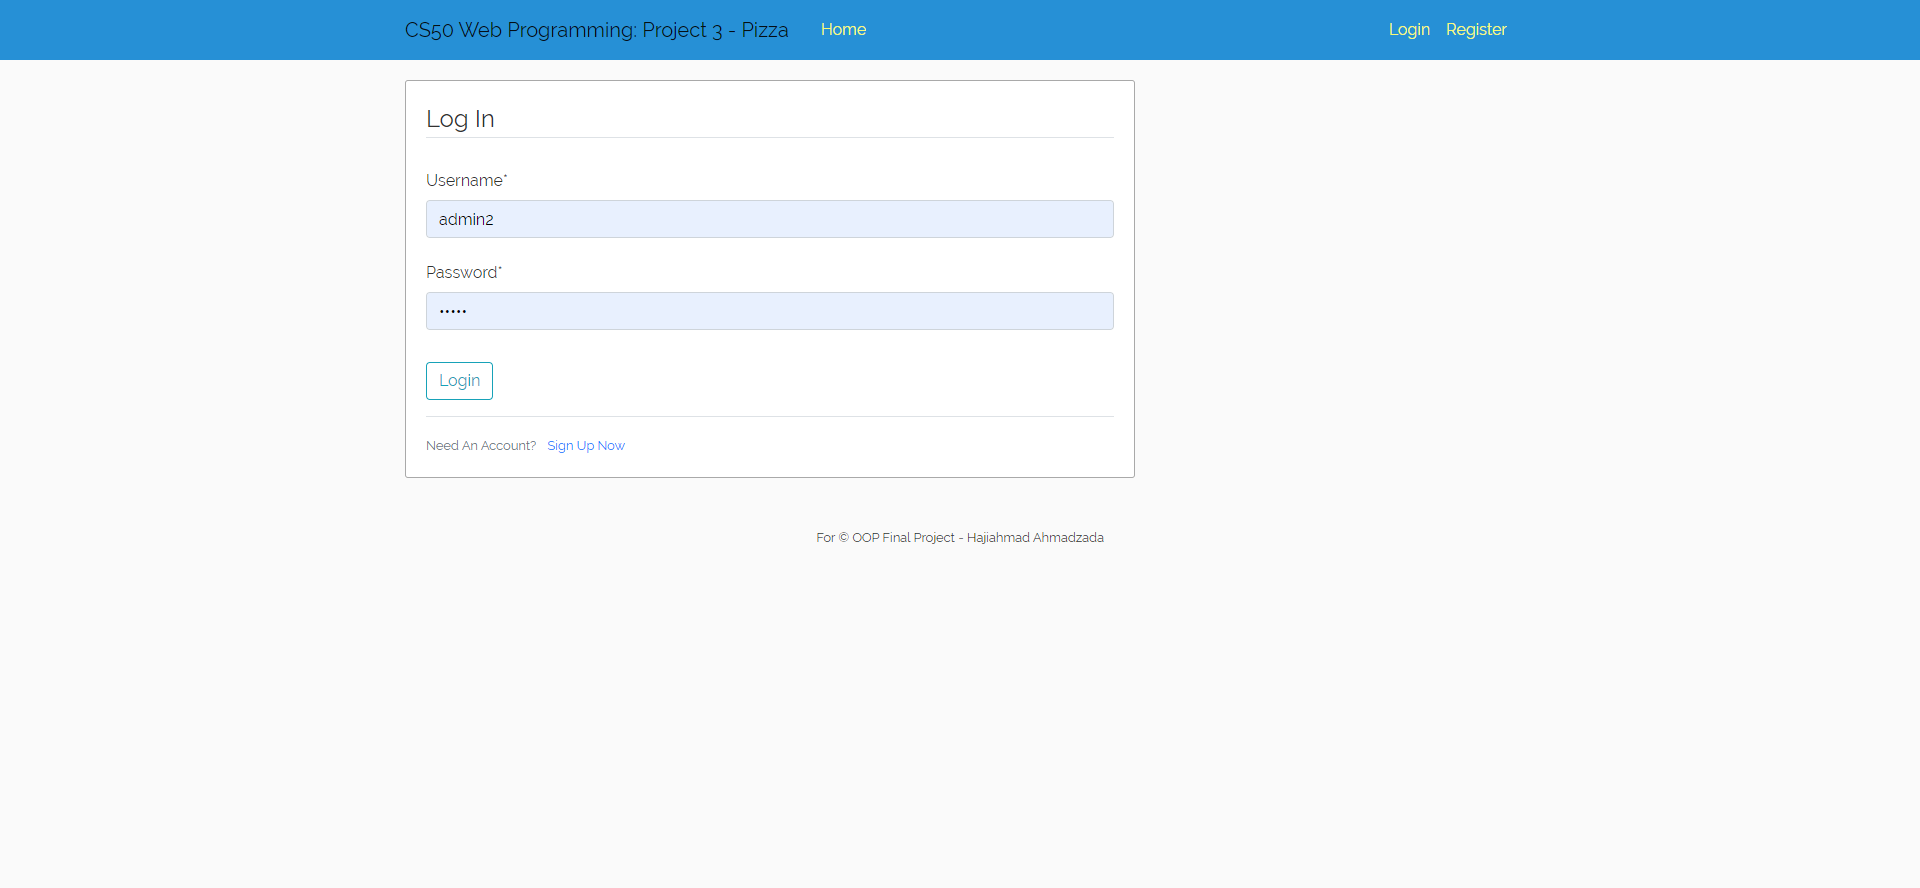 CS50 Web Programming: Project 3 - Pizza Home Login Register
Log In
Username*
admin2
Password*
•••••
Login
Need An Account? Sign Up Now
For © OOP Final Project - Hajiahmad Ahmadzada